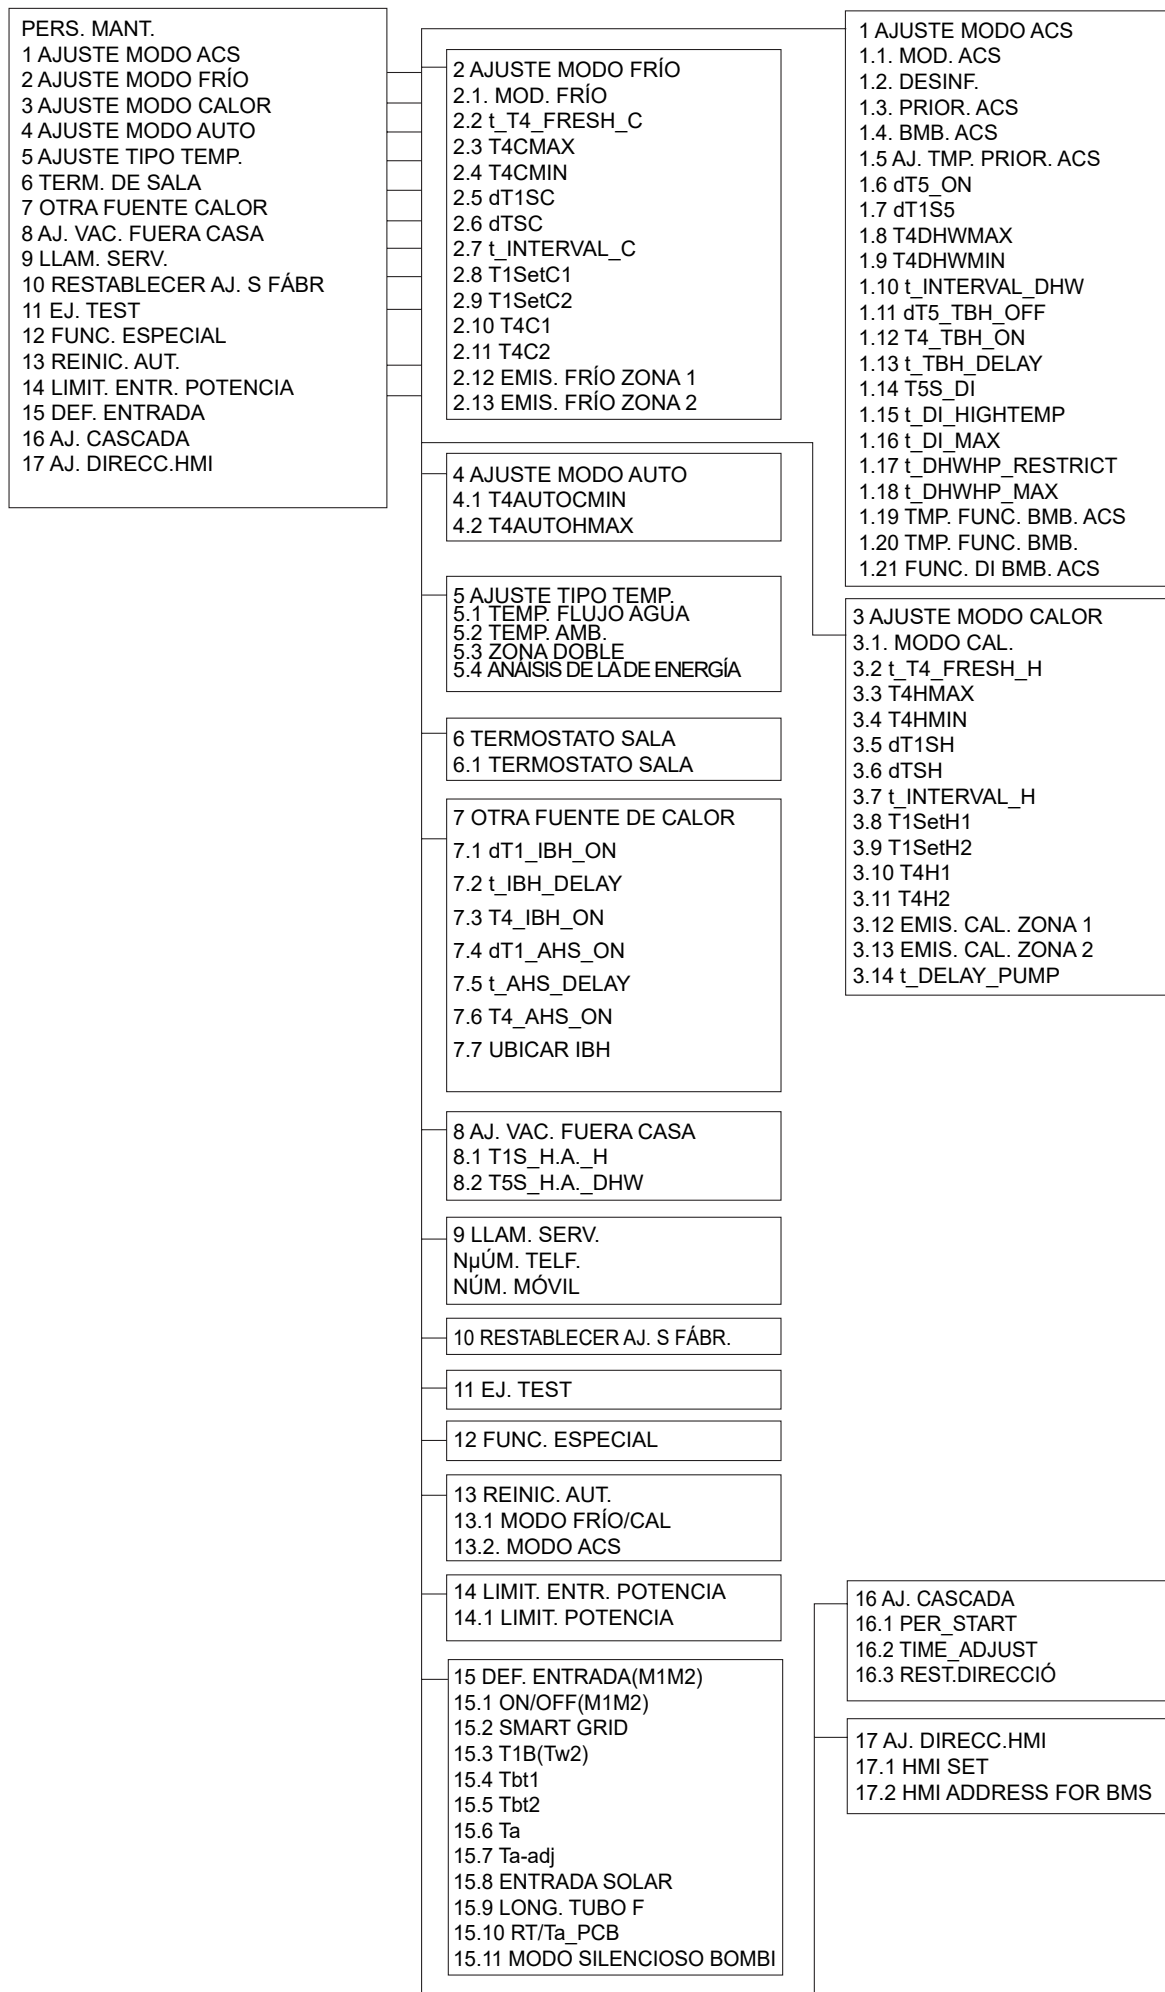 PERS. MANT.
1 AJUSTE MODO ACS
2 AJUSTE MODO FRÍO
3 AJUSTE MODO CALOR
4 AJUSTE MODO AUTO
5 AJUSTE TIPO TEMP.
6 TERM. DE SALA
7 OTRA FUENTE CALOR
8 AJ. VAC. FUERA CASA
9 LLAM. SERV.
10 RESTABLECER AJ. S FÁBR
11 EJ. TEST
12 FUNC. ESPECIAL
13 REINIC. AUT.
14 LIMIT. ENTR. POTENCIA
15 DEF. ENTRADA
16 AJ. CASCADA
17 AJ. DIRECC.HMI
1 AJUSTE MODO ACS
1.1. MOD. ACS
1.2. DESINF.
1.3. PRIOR. ACS
1.4. BMB. ACS
1.5 AJ. TMP. PRIOR. ACS
1.6 dT5_ON
1.7 dT1S5
1.8 T4DHWMAX
1.9 T4DHWMIN
1.10 t_INTERVAL_DHW
1.11 dT5_TBH_OFF
1.12 T4_TBH_ON
1.13 t_TBH_DELAY
1.14 T5S_DI
1.15 t_DI_HIGHTEMP
1.16 t_DI_MAX
1.17 t_DHWHP_RESTRICT
1.18 t_DHWHP_MAX
1.19 TMP. FUNC. BMB. ACS
1.20 TMP. FUNC. BMB.
1.21 FUNC. DI BMB. ACS
2 AJUSTE MODO FRÍO
2.1. MOD. FRÍO
2.2 t_T4_FRESH_C
2.3 T4CMAX
2.4 T4CMIN
2.5 dT1SC
2.6 dTSC
2.7 t_INTERVAL_C
2.8 T1SetC1
2.9 T1SetC2
2.10 T4C1
2.11 T4C2
2.12 EMIS. FRÍO ZONA 1
2.13 EMIS. FRÍO ZONA 2
3 AJUSTE MODO CALOR
3.1. MODO CAL.
3.2 t_T4_FRESH_H
3.3 T4HMAX
3.4 T4HMIN
3.5 dT1SH
3.6 dTSH
3.7 t_INTERVAL_H
3.8 T1SetH1
3.9 T1SetH2
3.10 T4H1
3.11 T4H2
3.12 EMIS. CAL. ZONA 1
3.13 EMIS. CAL. ZONA 2
3.14 t_DELAY_PUMP
4 AJUSTE MODO AUTO
4.1 T4AUTOCMIN
4.2 T4AUTOHMAX
5 AJUSTE TIPO TEMP.
5.1 TEMP. FLUJO AGUA
5.2 TEMP. AMB.
5.3 ZONA DOBLE
5.4 ANÁISIS DE LA DE ENERGÍA
6 TERMOSTATO SALA
6.1 TERMOSTATO SALA
7 OTRA FUENTE DE CALOR
7.1 dT1_IBH_ON
7.2 t_IBH_DELAY
7.3 T4_IBH_ON
7.4 dT1_AHS_ON
7.5 t_AHS_DELAY
7.6 T4_AHS_ON
7.7 UBICAR IBH
8 AJ. VAC. FUERA CASA
8.1 T1S_H.A._H
8.2 T5S_H.A._DHW
9 LLAM. SERV.
NµÚM. TELF.
NÚM. MÓVIL
10 RESTABLECER AJ. S FÁBR.
11 EJ. TEST
12 FUNC. ESPECIAL
13 REINIC. AUT.
13.1 MODO FRÍO/CAL
13.2. MODO ACS
14 LIMIT. ENTR. POTENCIA
14.1 LIMIT. POTENCIA
15 DEF. ENTRADA(M1M2)
15.1 ON/OFF(M1M2)
15.2 SMART GRID
15.3 T1B(Tw2)
15.4 Tbt1
15.5 Tbt2
15.6 Ta
15.7 Ta-adj
15.8 ENTRADA SOLAR
15.9 LONG. TUBO F
15.10 RT/Ta_PCB
15.11 MODO SILENCIOSO BOMBI
16 AJ. CASCADA
16.1 PER_START
16.2 TIME_ADJUST
16.3 REST.DIRECCIÓ
17 AJ. DIRECC.HMI
17.1 HMI SET
17.2 HMI ADDRESS FOR BMS